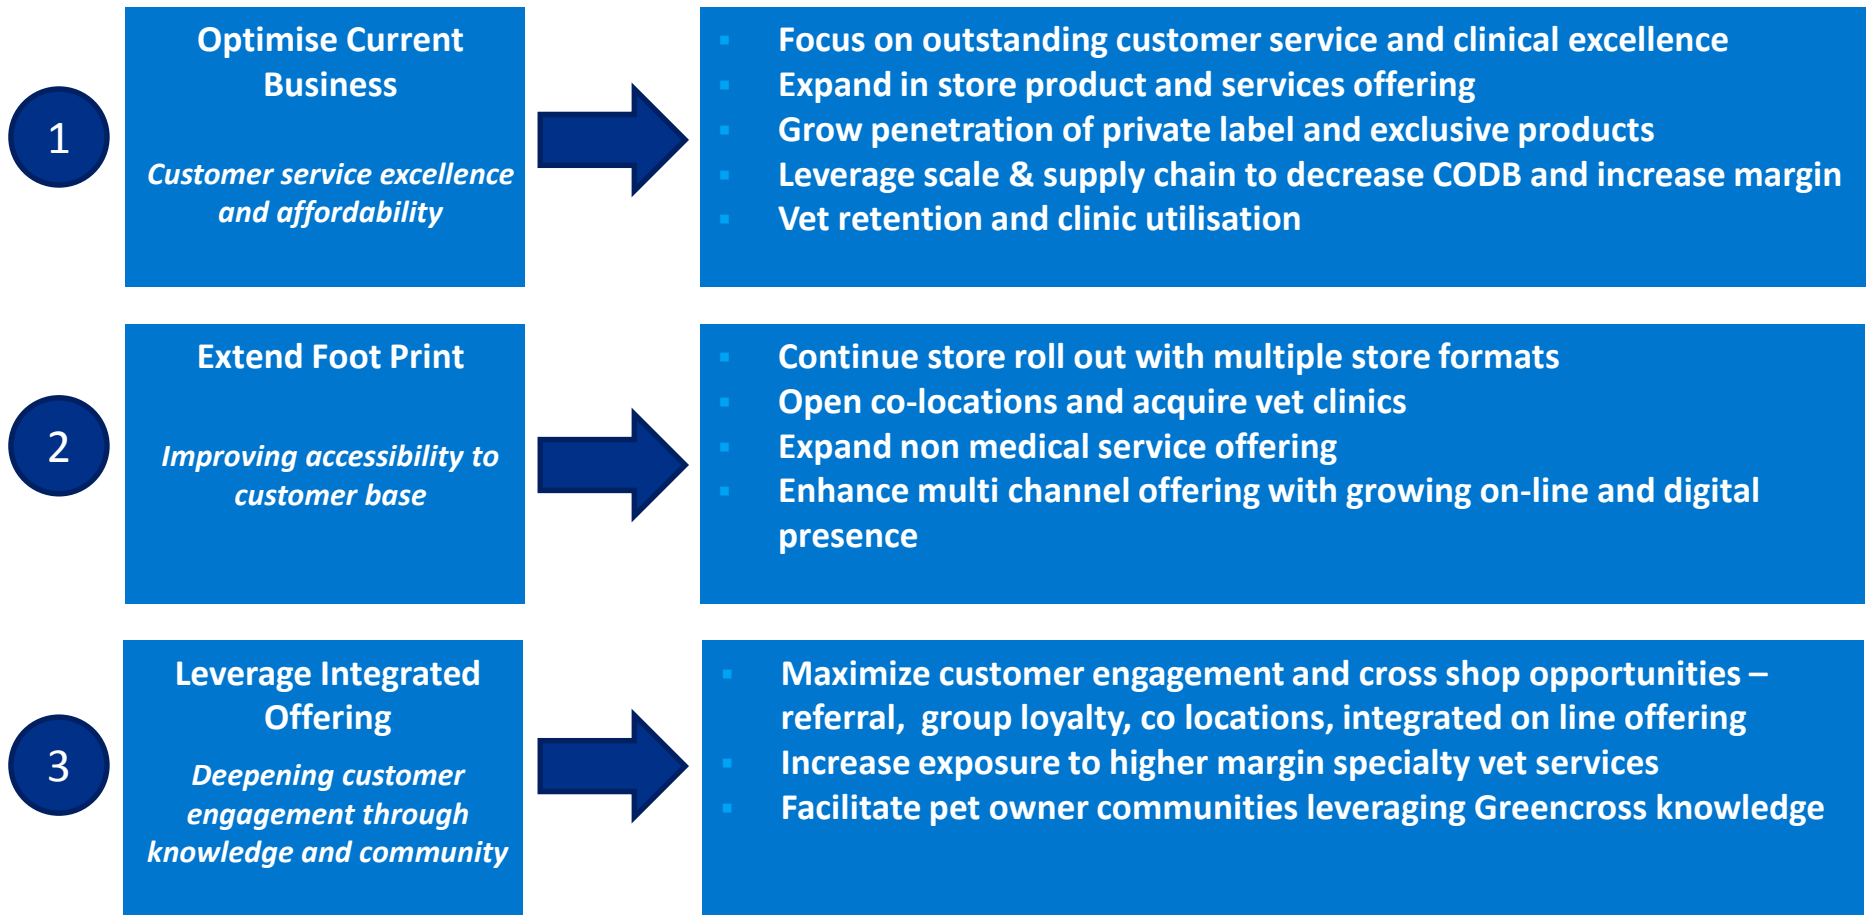 1
Optimise Current
Business
Customer service excellence
and affordability
Focus on outstanding customer service and clinical excellence
Expand in store product and services offering
Grow penetration of private label and exclusive products
Leverage scale & supply chain to decrease CODB and increase margin
Vet retention and clinic utilisation
2
Extend Foot Print
Improving accessibility to
customer base
Continue store roll out with multiple store formats
Open co-locations and acquire vet clinics
Expand non medical service offering
Enhance multi channel offering with growing on-line and digital
presence
3
Leverage Integrated
Offering
Deepening customer
engagement through
knowledge and community
Maximize customer engagement and cross shop opportunities –
referral, group loyalty, co locations, integrated on line offering
Increase exposure to higher margin specialty vet services
Facilitate pet owner communities leveraging Greencross knowledge